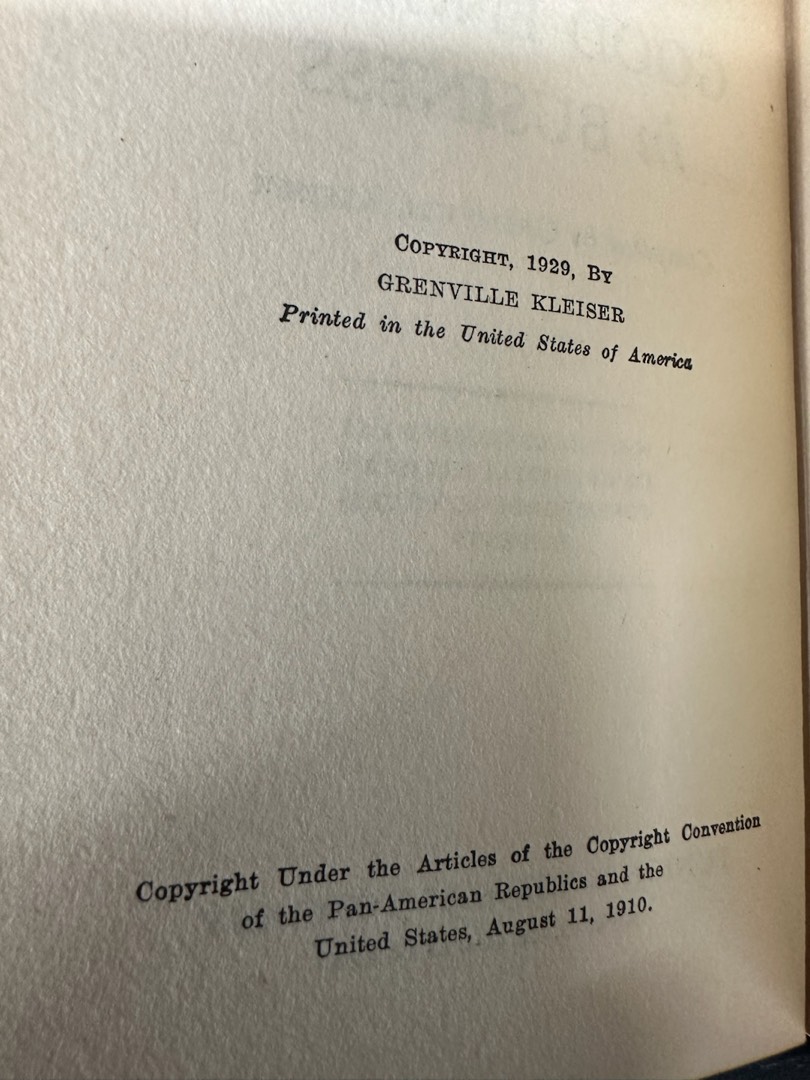 COPYRIGHT, 1929, BY
GRENVILLE KLEISER
Printed in the United States of America
Copyright Under the Articles of the Copyright Convention
of the Pan-American Republics and the
United States, August 11, 1910.